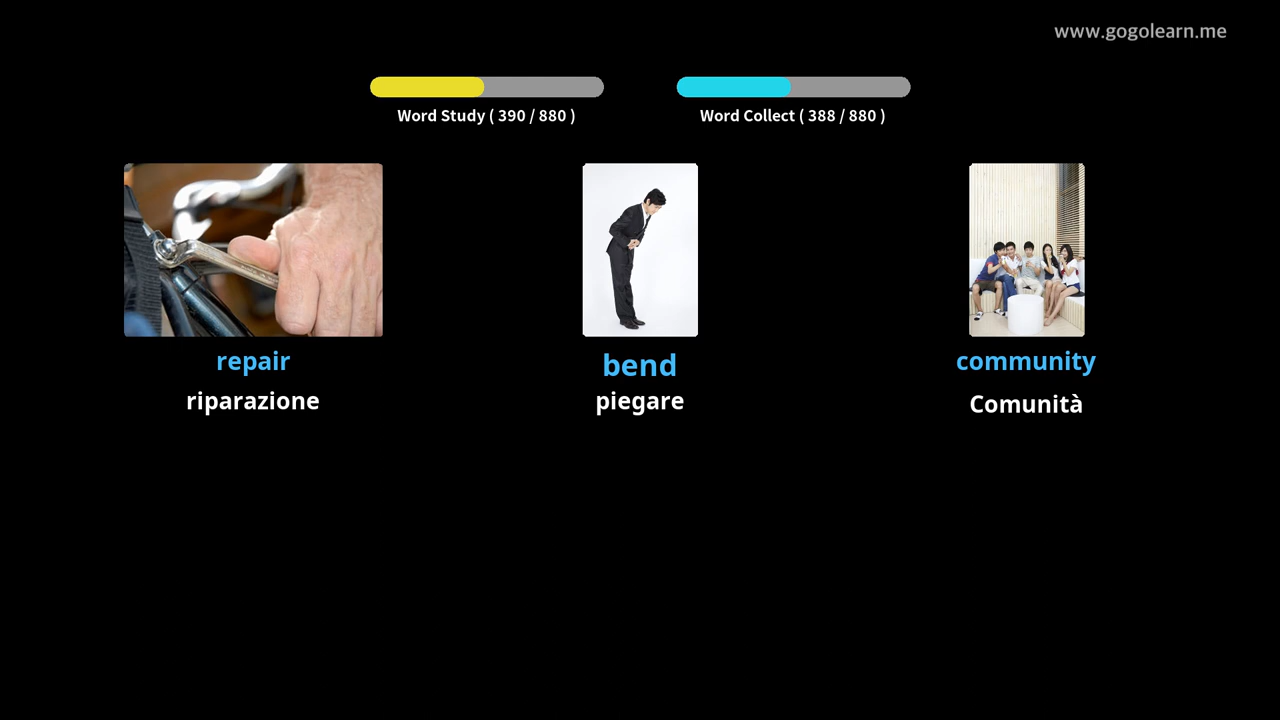 www.gogolearn.me
Word Study ( 390 / 880 )
Word Collect ( 388 / 880 )
repair
bend
community
riparazione
piegare
Comunità